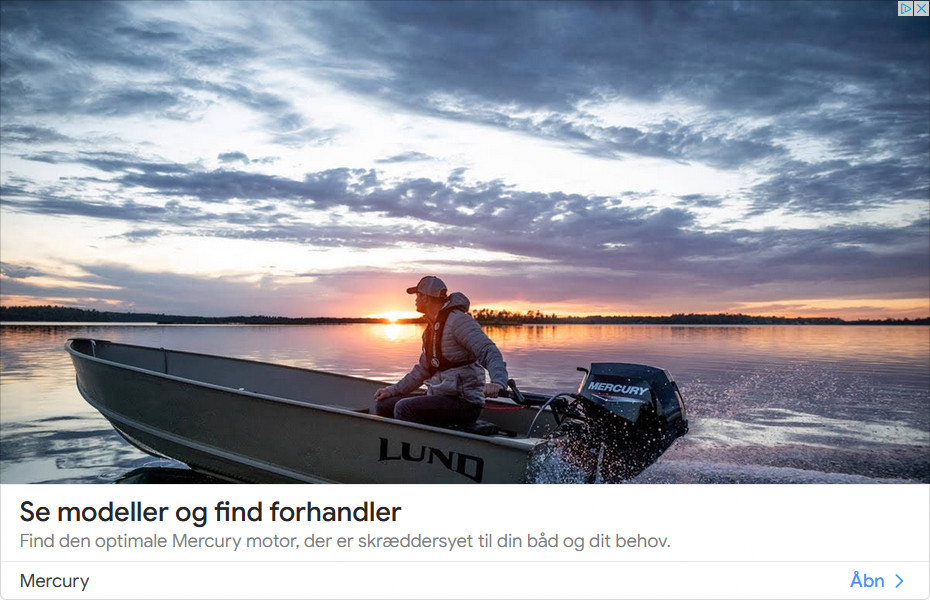 MERCURY
LUND
Se modeller og find forhandler
Find den optimale Mercury motor, der er skræddersyet til din båd og dit behov.
Mercury
Åbn